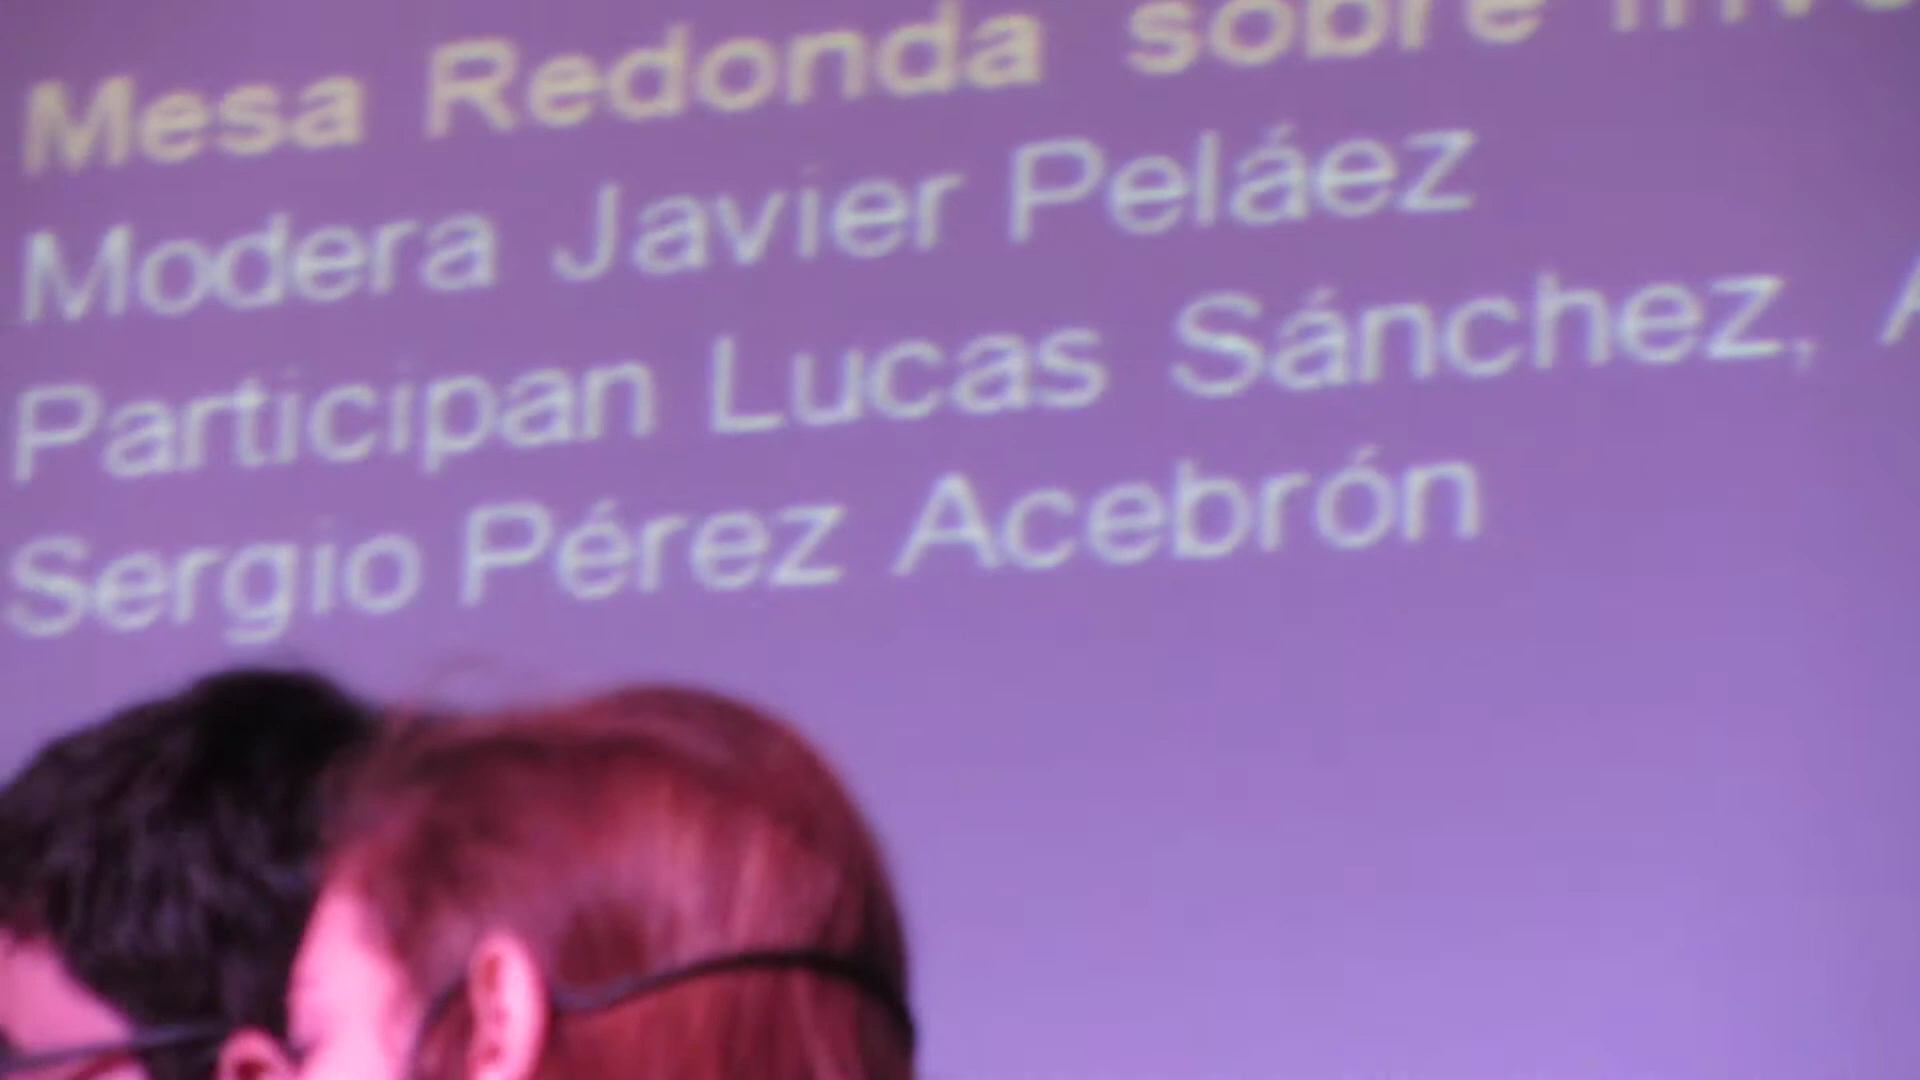 Mesa Redonda sobre
Modera Javier Peláez
Participan Lucas Sánchez,
Sergio Pérez Acebrón